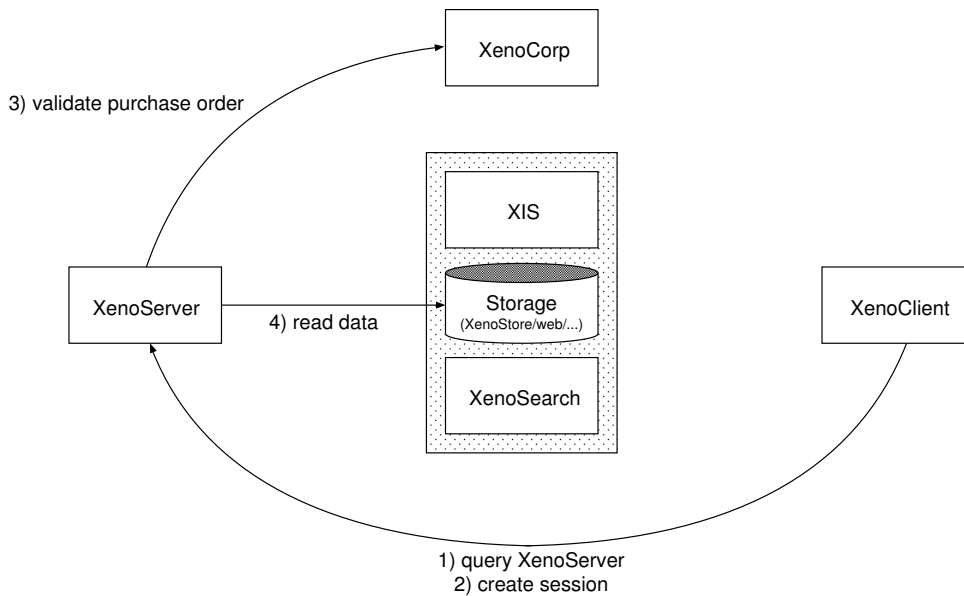 XenoCorp
3) validate purchase order
XIS
XenoServer
4) read data
Storage
(XenoStore/web/...)
XenoClient
XenoSearch
1) query XenoServer
2) create session